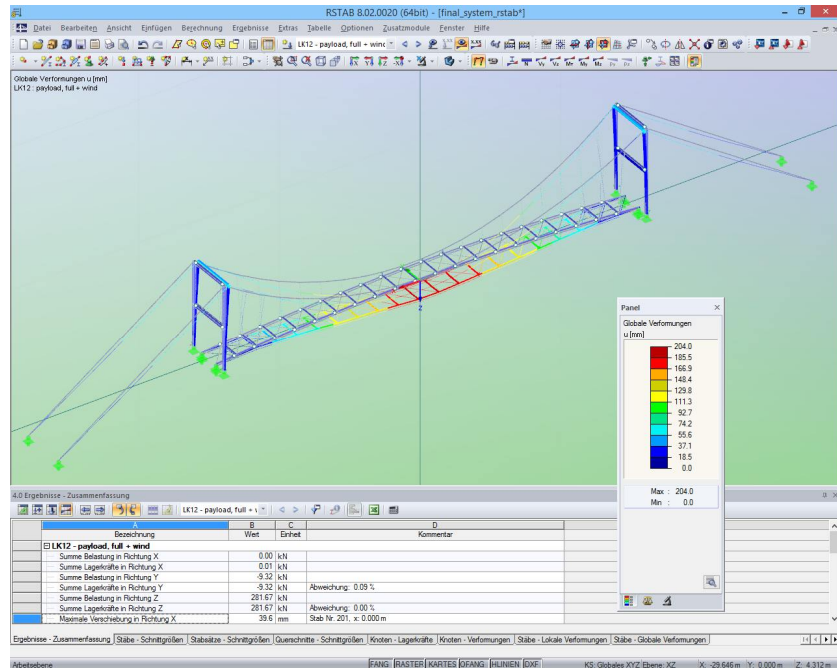 RSTAB 8.02.0020 (64bit) - [final_system_rstab*]
Datei Bearbeiten Ansicht Einfügen Berechnung Ergebnisse Extras Tabelle Optionen Zusatzmodule Fenster Hilfe
LK12 - payload, full + wind
Globale Verformungen u [mm]
LK12 : payload, full + wind
Z
Panel
Globale Verformungen
u [mm]
204.0
185.5
166.9
148.4
129.8
111.3
92.7
74.2
55.6
37.1
18.5
0.0
Max : 204.0
Min : 0.0
4.0 Ergebnisse - Zusammenfassung
LK12 - payload, full +
A B C D
Bezeichnung Wert Einheit Kommentar
LK12 - payload, full + wind
Summe Belastung in Richtung X 0.00 kN
Summe Lagerkräfte in Richtung X 0.01 kN
Summe Belastung in Richtung Y -9.32 kN
Summe Lagerkräfte in Richtung Y -9.32 kN Abweichung: 0.09 %
Summe Belastung in Richtung Z 281.67 kN
Summe Lagerkräfte in Richtung Z 281.67 kN Abweichung: 0.00 %
Maximale Verschiebung in Richtung X 39.6 mm Stab Nr. 201, x: 0.000 m
Ergebnisse - Zusammenfassung Stäbe - Schnittgrößen Stabsätze - Schnittgrößen Querschnitte - Schnittgrößen Knoten - Lagerkräfte Knoten - Verformungen Stäbe - Lokale Verformungen Stäbe - Globale Verformungen
Arbeitsebene FANG RASTER KARTES OFANG HLINIEN DXF KS: Globales XYZ Ebene: XZ X: -29.646 m Y: 0.000 m Z: 4.312 m